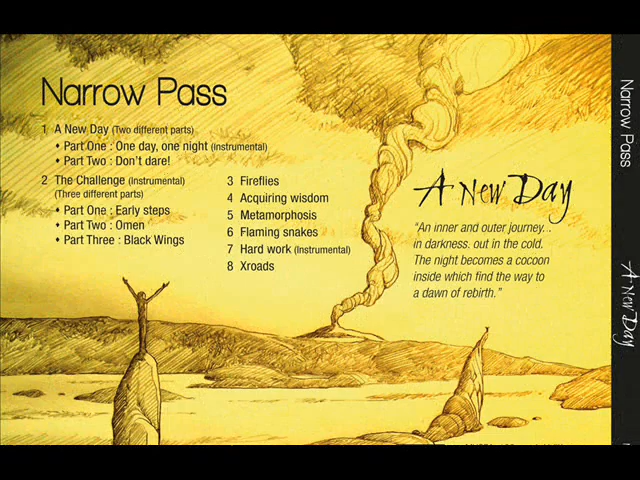 Narrow Pass
1 A New Day (Two different parts)
• Part One : One day, one night (Instrumental)
• Part Two : Don't dare!
2 The Challenge (Instrumental)
(Three different parts)
• Part One : Early steps
• Part Two : Omen
• Part Three : Black Wings
3 Fireflies
4 Acquiring wisdom
5 Metamorphosis
6 Flaming snakes
7 Hard work (Instrumental)
8 Xroads
A New Day
"An inner and outer journey...
in darkness. out in the cold.
The night becomes a cocoon
inside which find the way to
a dawn of rebirth."
Narrow Pass
A New Day